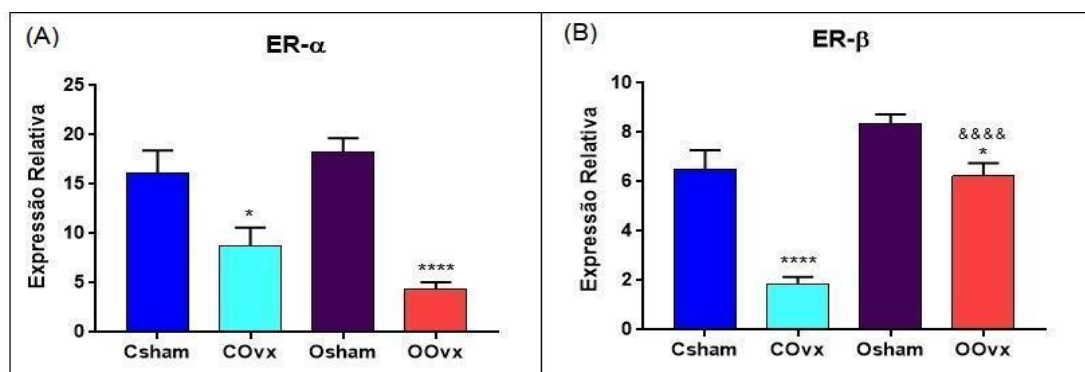 (A)
ER-α
Expressão Relativa
25
20
15
10
5
0
*
****
Csham COvx Osham OOvx
(B)
ER-β
Expressão Relativa
10
8
6
4
2
0
****
&&&&
*
Csham COvx Osham OOvx